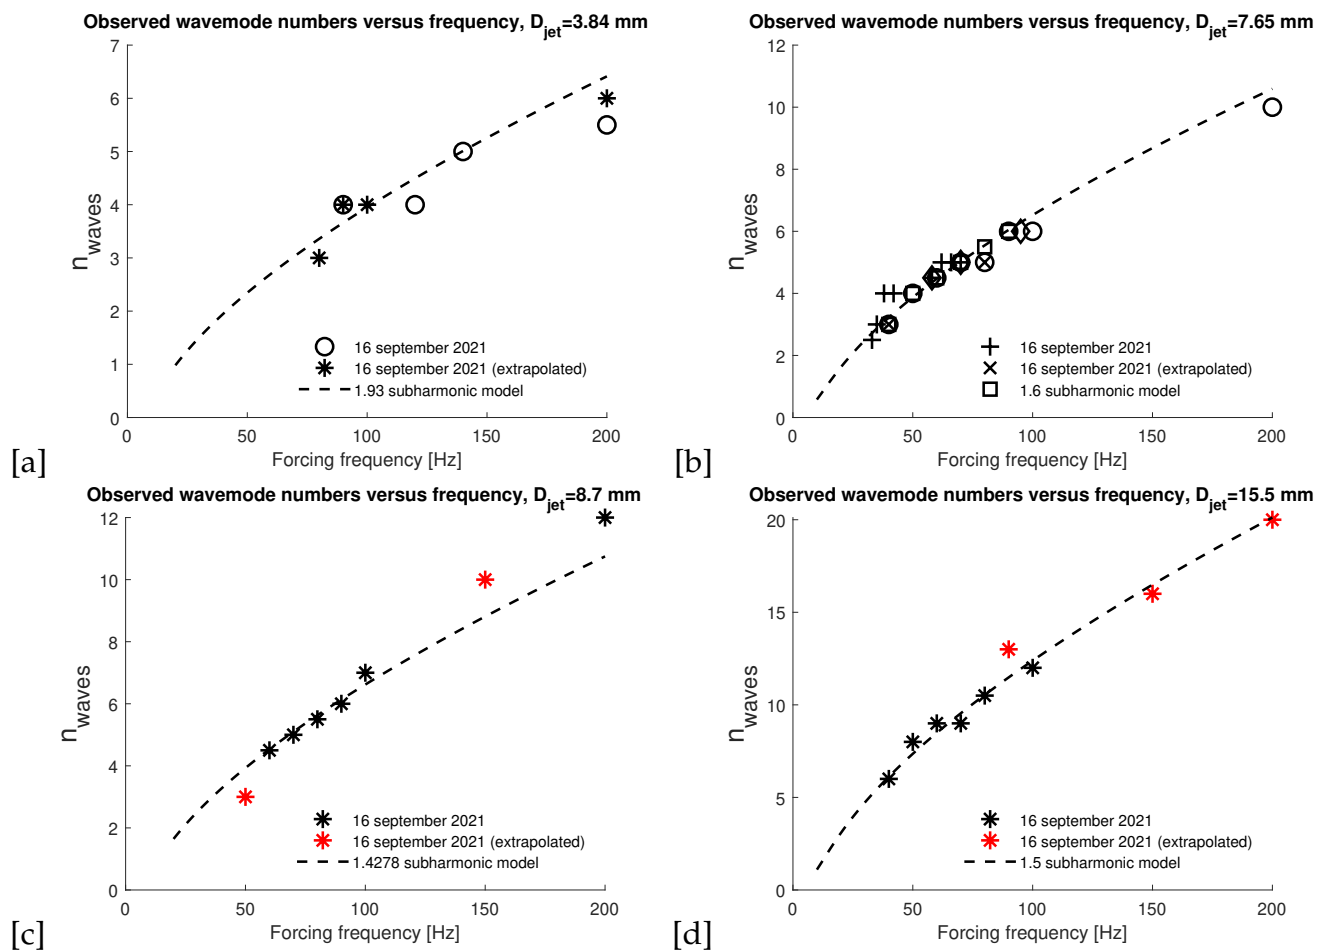 [a]
Observed wavemode numbers versus frequency, D_jet=3.84 mm
7
6
5
4
3
2
1
0
n_waves
16 september 2021
16 september 2021 (extrapolated)
1.93 subharmonic model
0 50 100 150 200
Forcing frequency [Hz]
[b]
Observed wavemode numbers versus frequency, D_jet=7.65 mm
12
10
8
6
4
2
0
n_waves
16 september 2021
16 september 2021 (extrapolated)
1.6 subharmonic model
0 50 100 150 200
Forcing frequency [Hz]
[c]
Observed wavemode numbers versus frequency, D_jet=8.7 mm
12
10
8
6
4
2
0
n_waves
16 september 2021
16 september 2021 (extrapolated)
1.4278 subharmonic model
0 50 100 150 200
Forcing frequency [Hz]
[d]
Observed wavemode numbers versus frequency, D_jet=15.5 mm
20
15
10
5
0
n_waves
16 september 2021
16 september 2021 (extrapolated)
1.5 subharmonic model
0 50 100 150 200
Forcing frequency [Hz]